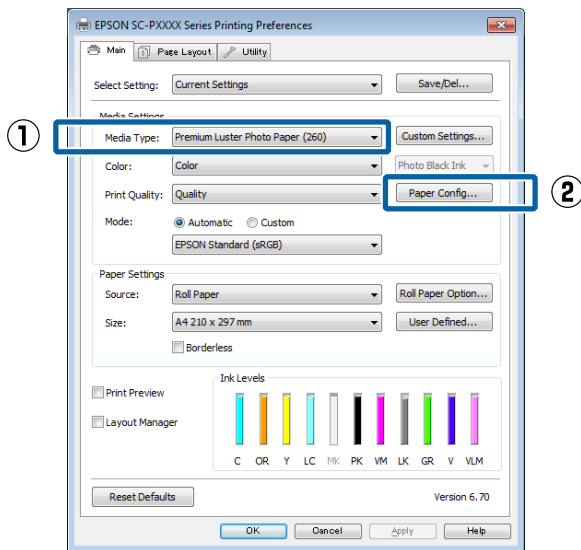 EPSON SC-PXXXX Series Printing Preferences
Main Page Layout Utility
Select Setting: Current Settings Save/Del...
Media Settings
① Media Type: Premium Luster Photo Paper (260) Custom Settings...
Color: Color Photo Black Ink
Print Quality: Quality Paper Config... ②
Mode: Automatic Custom
EPSON Standard (sRGB)
Paper Settings
Source: Roll Paper Roll Paper Option...
Size: A4 210 x 297 mm User Defined...
Borderless
Ink Levels
Print Preview
Layout Manager
C OR Y LC MK PK VM LK GR V VLM
Reset Defaults Version 6.70
OK Cancel Apply Help